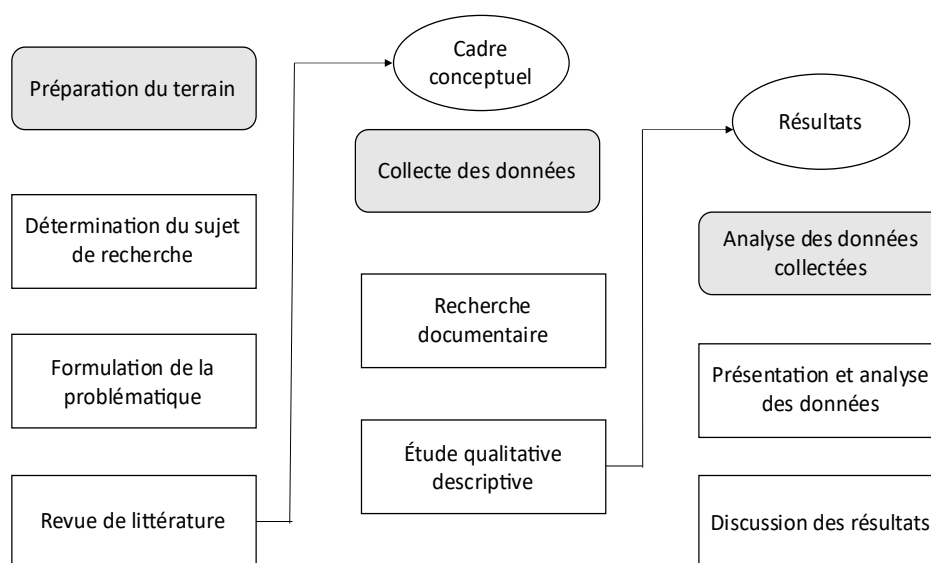 Préparation du terrain
Détermination du sujet
de recherche
Formulation de la
problématique
Revue de littérature
Cadre
conceptuel
Collecte des données
Recherche
documentaire
Étude qualitative
descriptive
Résultats
Analyse des données
collectées
Présentation et analyse
des données
Discussion des résultats